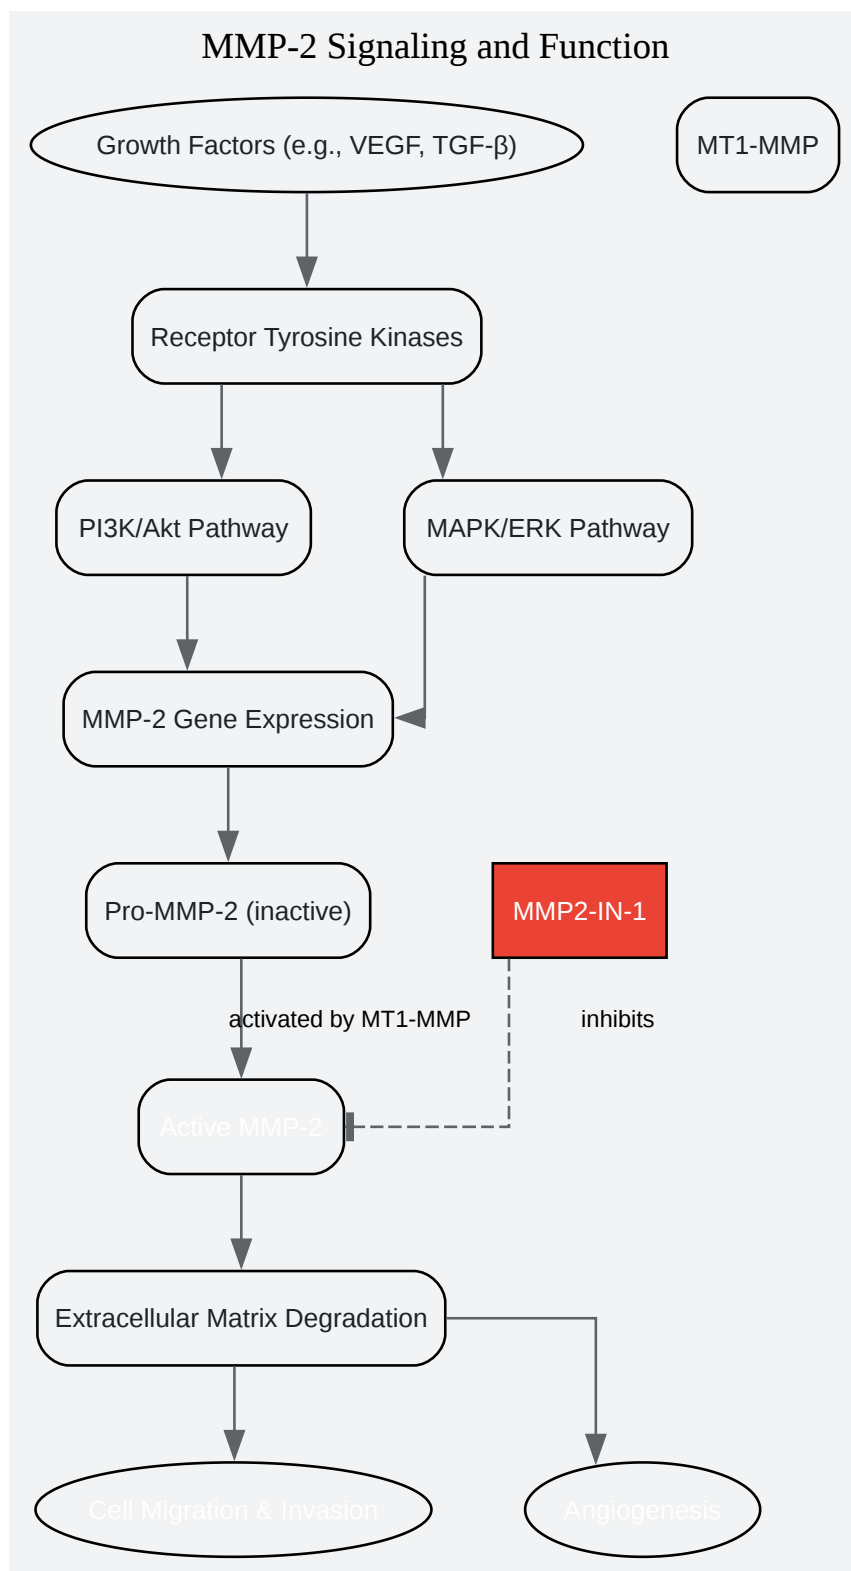 MMP-2 Signaling and Function
Growth Factors (e.g., VEGF, TGF-β)
MT1-MMP
Receptor Tyrosine Kinases
PI3K/Akt Pathway
MAPK/ERK Pathway
MMP-2 Gene Expression
Pro-MMP-2 (inactive)
MMP2-IN-1
activated by MT1-MMP
inhibits
Active MMP-2
Extracellular Matrix Degradation
Cell Migration & Invasion
Angiogenesis